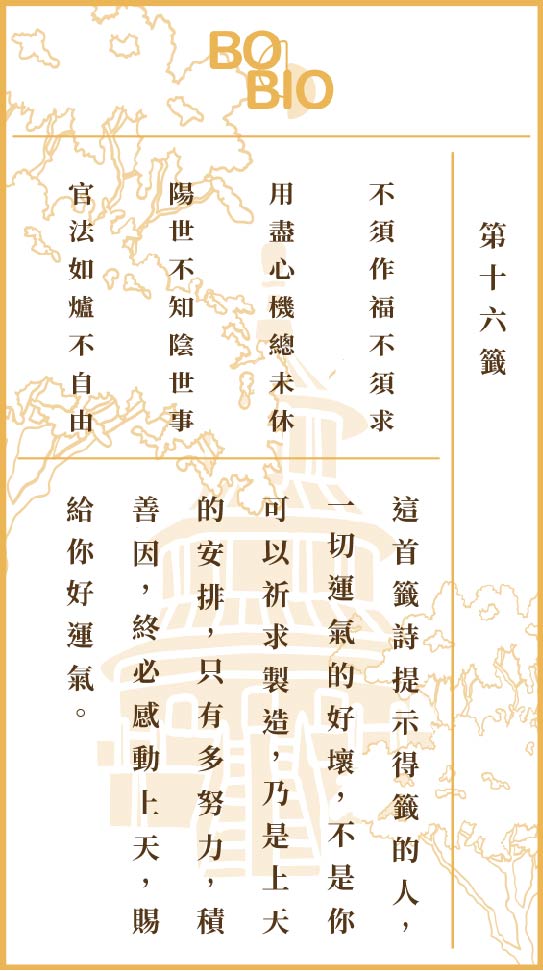 BO
BIO
第十六籤
不須作福不須求
用盡心機總未休
陽世不知陰世事
官法如爐不自由
這首籤詩提示得籤的人，
一切運氣的好壞，不是你
可以祈求製造，乃是上天
的安排，只有多努力，積
善因，終必感動上天，賜
給你好運氣。